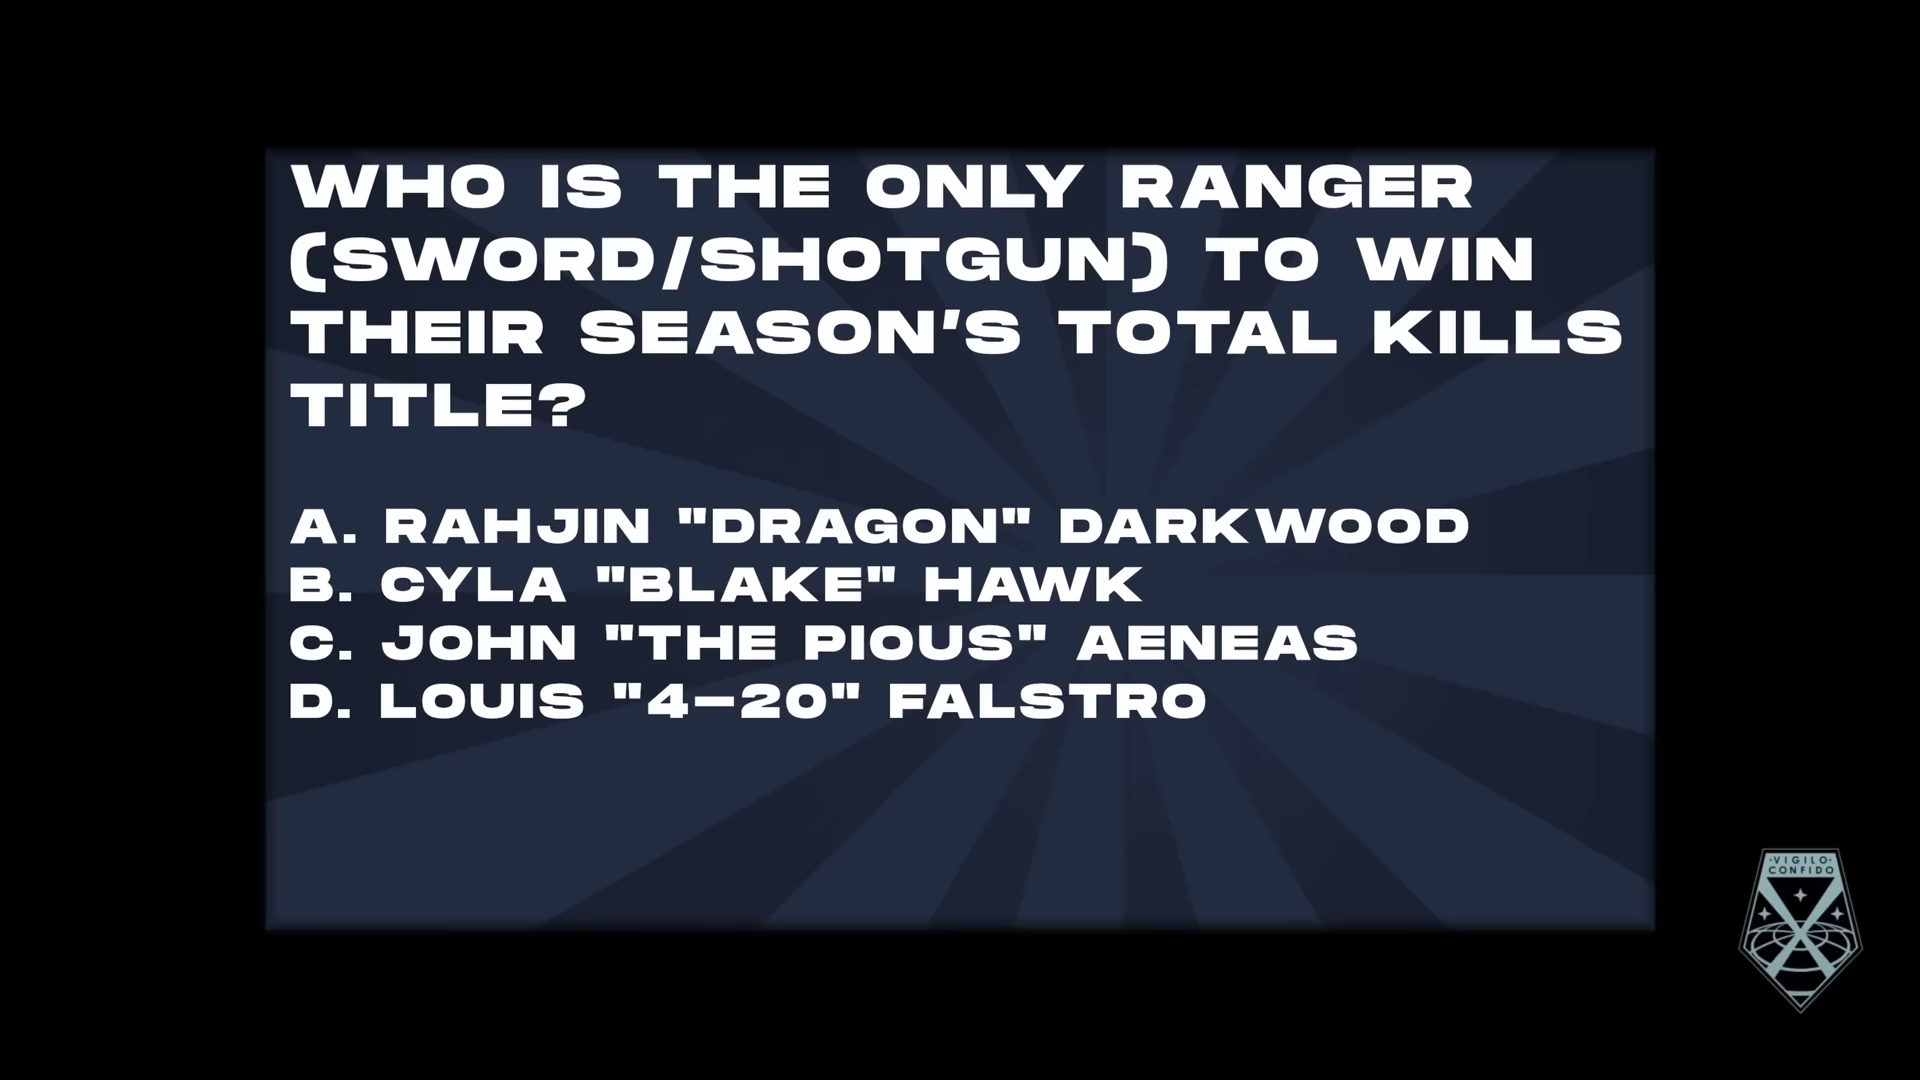 WHO IS THE ONLY RANGER
(SWORD/SHOTGUN) TO WIN
THEIR SEASON'S TOTAL KILLS
TITLE?
A. RAHJIN "DRAGON" DARKWOOD
B. CYLA "BLAKE" HAWK
C. JOHN "THE PIOUS" AENEAS
D. LOUIS "4-20" FALSTRO
·VIGILO·
CONFIDO